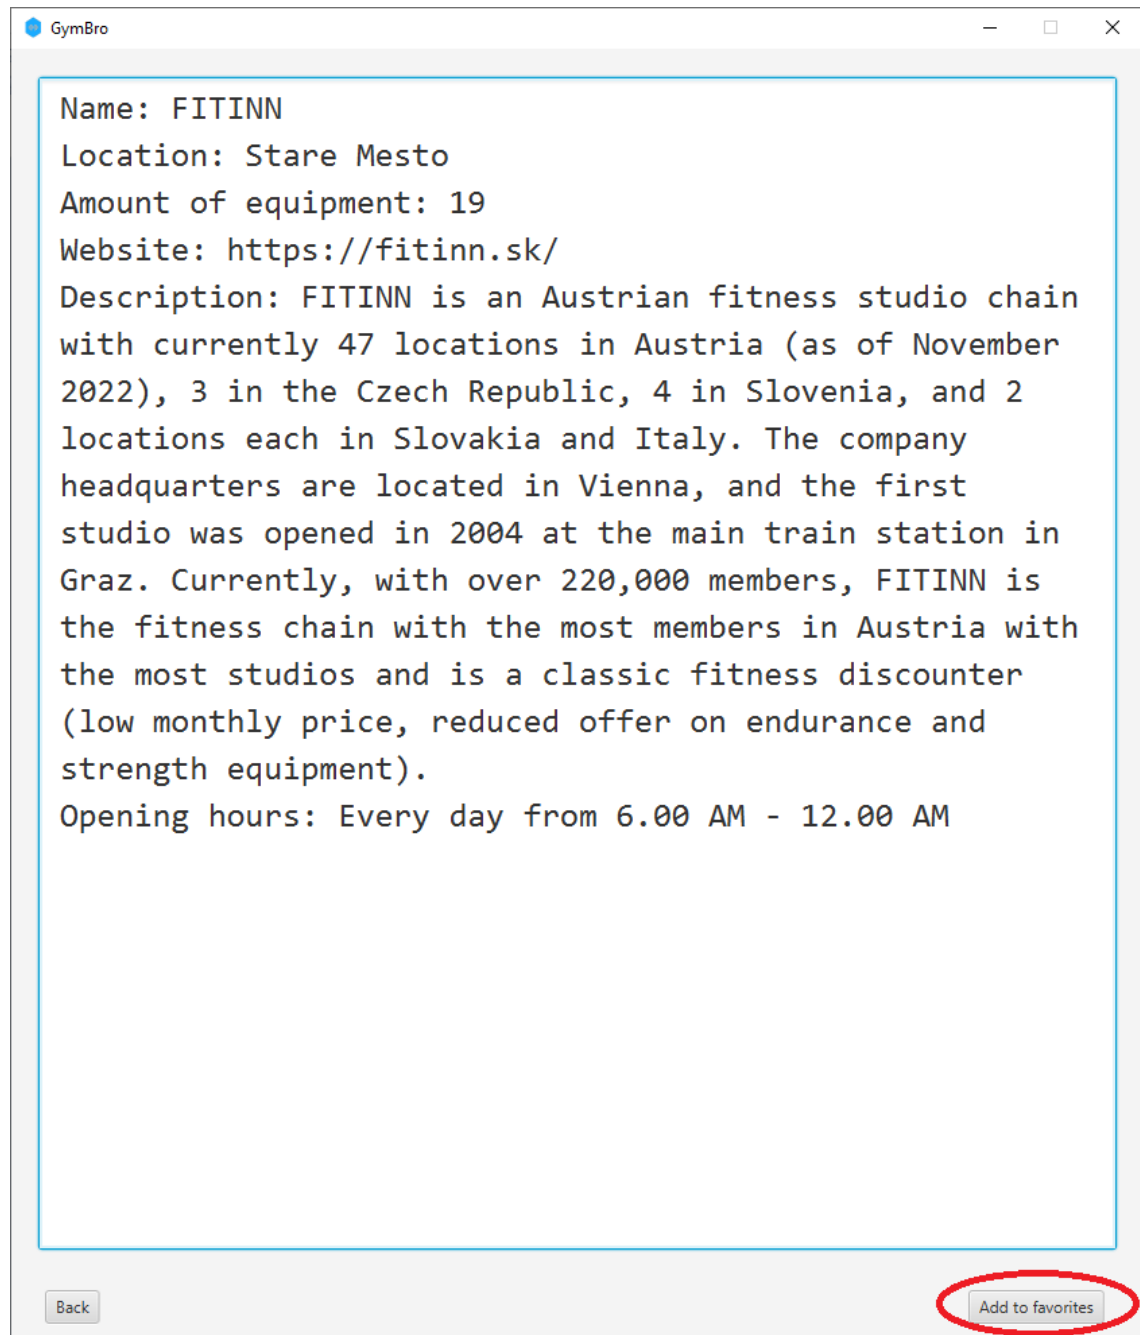 GymBro
Name: FITINN
Location: Stare Mesto
Amount of equipment: 19
Website: https://fitinn.sk/
Description: FITINN is an Austrian fitness studio chain
with currently 47 locations in Austria (as of November
2022), 3 in the Czech Republic, 4 in Slovenia, and 2
locations each in Slovakia and Italy. The company
headquarters are located in Vienna, and the first
studio was opened in 2004 at the main train station in
Graz. Currently, with over 220,000 members, FITINN is
the fitness chain with the most members in Austria with
the most studios and is a classic fitness discounter
(low monthly price, reduced offer on endurance and
strength equipment).
Opening hours: Every day from 6.00 AM - 12.00 AM
Back
Add to favorites